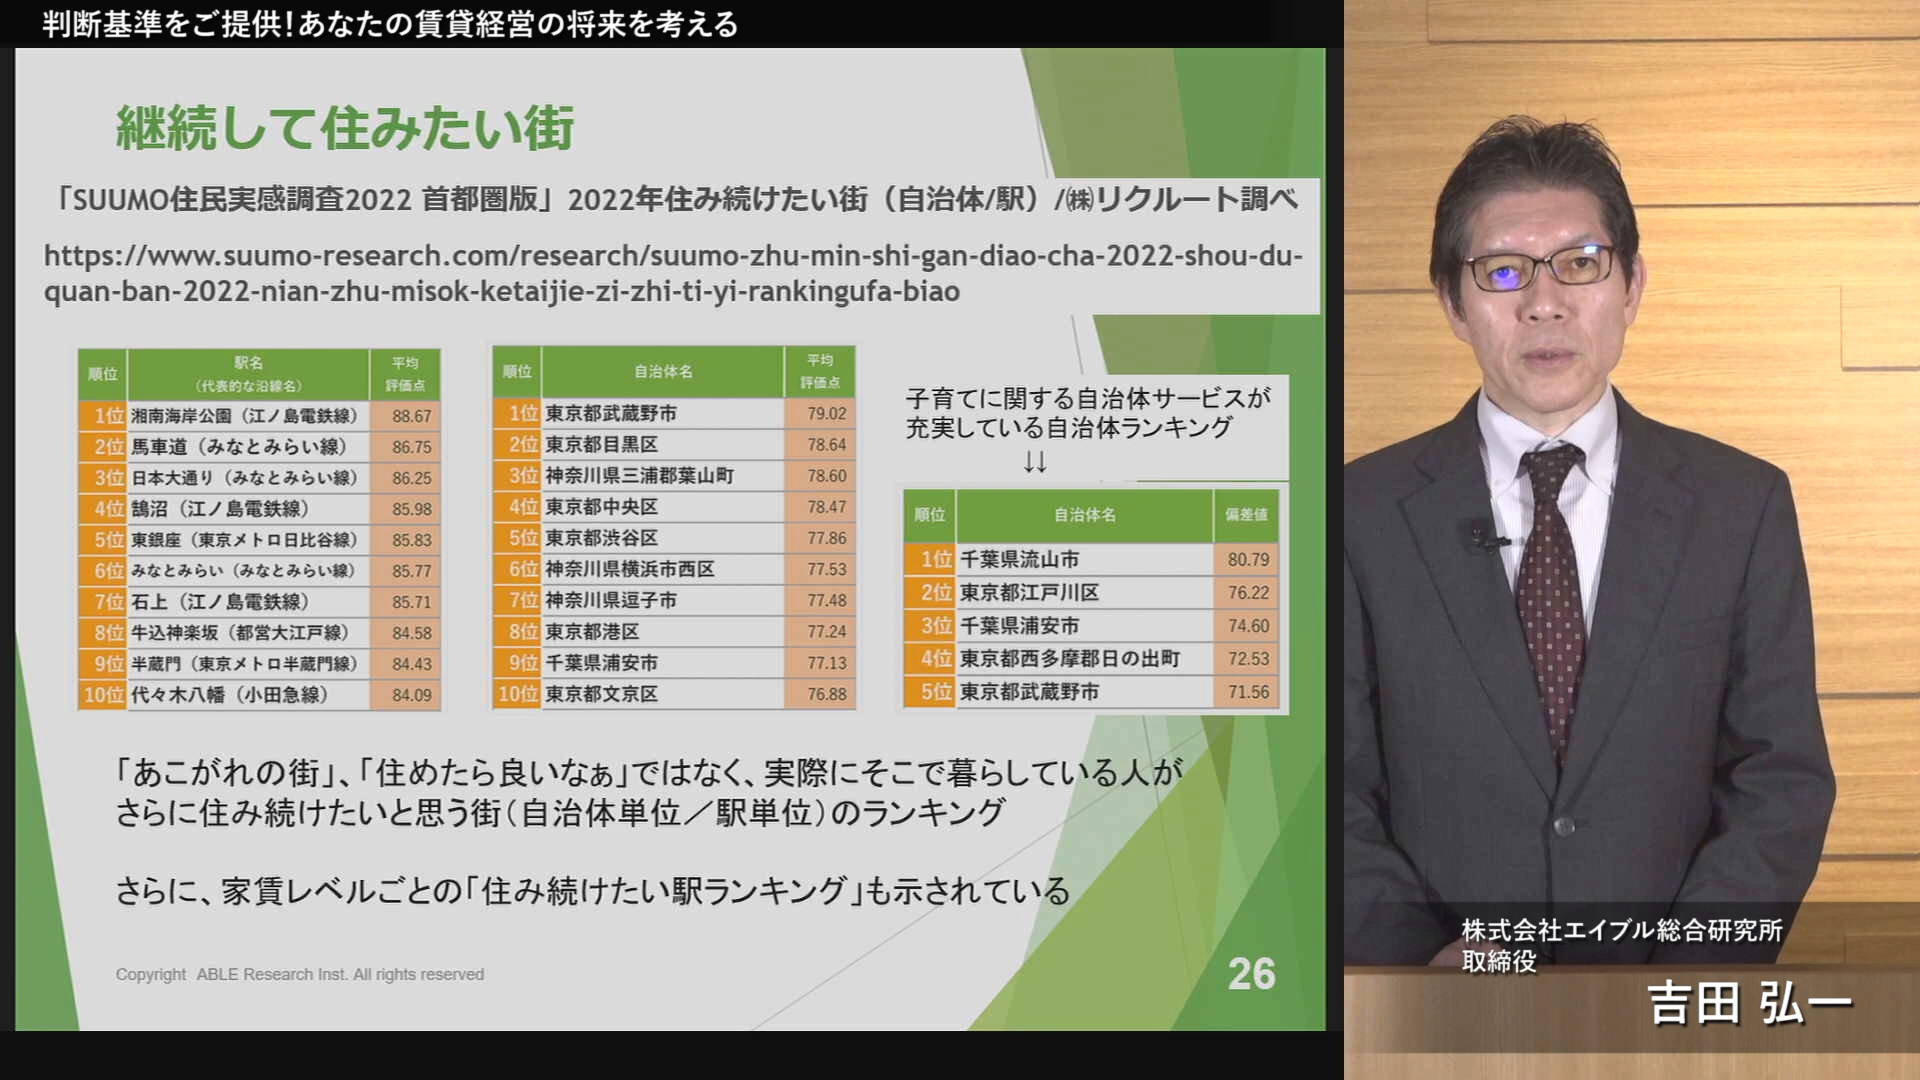 判断基準をご提供！あなたの賃貸経営の将来を考える
継続して住みたい街
「SUUMO住民実感調査2022 首都圏版」2022年住み続けたい街（自治体/駅）/㈱リクルート調べ
https://www.suumo-research.com/research/suumo-zhu-min-shi-gan-diao-cha-2022-shou-du-
quan-ban-2022-nian-zhu-misok-ketaijie-zi-zhi-ti-yi-rankingufa-biao
順位 駅名（代表的な沿線名） 平均評価点
1位 湘南海岸公園（江ノ島電鉄線） 88.67
2位 馬車道（みなとみらい線） 86.75
3位 日本大通り（みなとみらい線） 86.25
4位 鵠沼（江ノ島電鉄線） 85.98
5位 東銀座（東京メトロ日比谷線） 85.83
6位 みなとみらい（みなとみらい線） 85.77
7位 石上（江ノ島電鉄線） 85.71
8位 牛込神楽坂（都営大江戸線） 84.58
9位 半蔵門（東京メトロ半蔵門線） 84.43
10位 代々木八幡（小田急線） 84.09
順位 自治体名 平均評価点
1位 東京都武蔵野市 79.02
2位 東京都目黒区 78.64
3位 神奈川県三浦郡葉山町 78.60
4位 東京都中央区 78.47
5位 東京都渋谷区 77.86
6位 神奈川県横浜市西区 77.53
7位 神奈川県逗子市 77.48
8位 東京都港区 77.24
9位 千葉県浦安市 77.13
10位 東京都文京区 76.88
子育てに関する自治体サービスが
充実している自治体ランキング
↓↓
順位 自治体名 偏差値
1位 千葉県流山市 80.79
2位 東京都江戸川区 76.22
3位 千葉県浦安市 74.60
4位 東京都西多摩郡日の出町 72.53
5位 東京都武蔵野市 71.56
「あこがれの街」、「住めたら良いなぁ」ではなく、実際にそこで暮らしている人が
さらに住み続けたいと思う街（自治体単位／駅単位）のランキング
さらに、家賃レベルごとの「住み続けたい駅ランキング」も示されている
Copyright ABLE Research Inst. All rights reserved
26
株式会社エイブル総合研究所
取締役
吉田 弘一